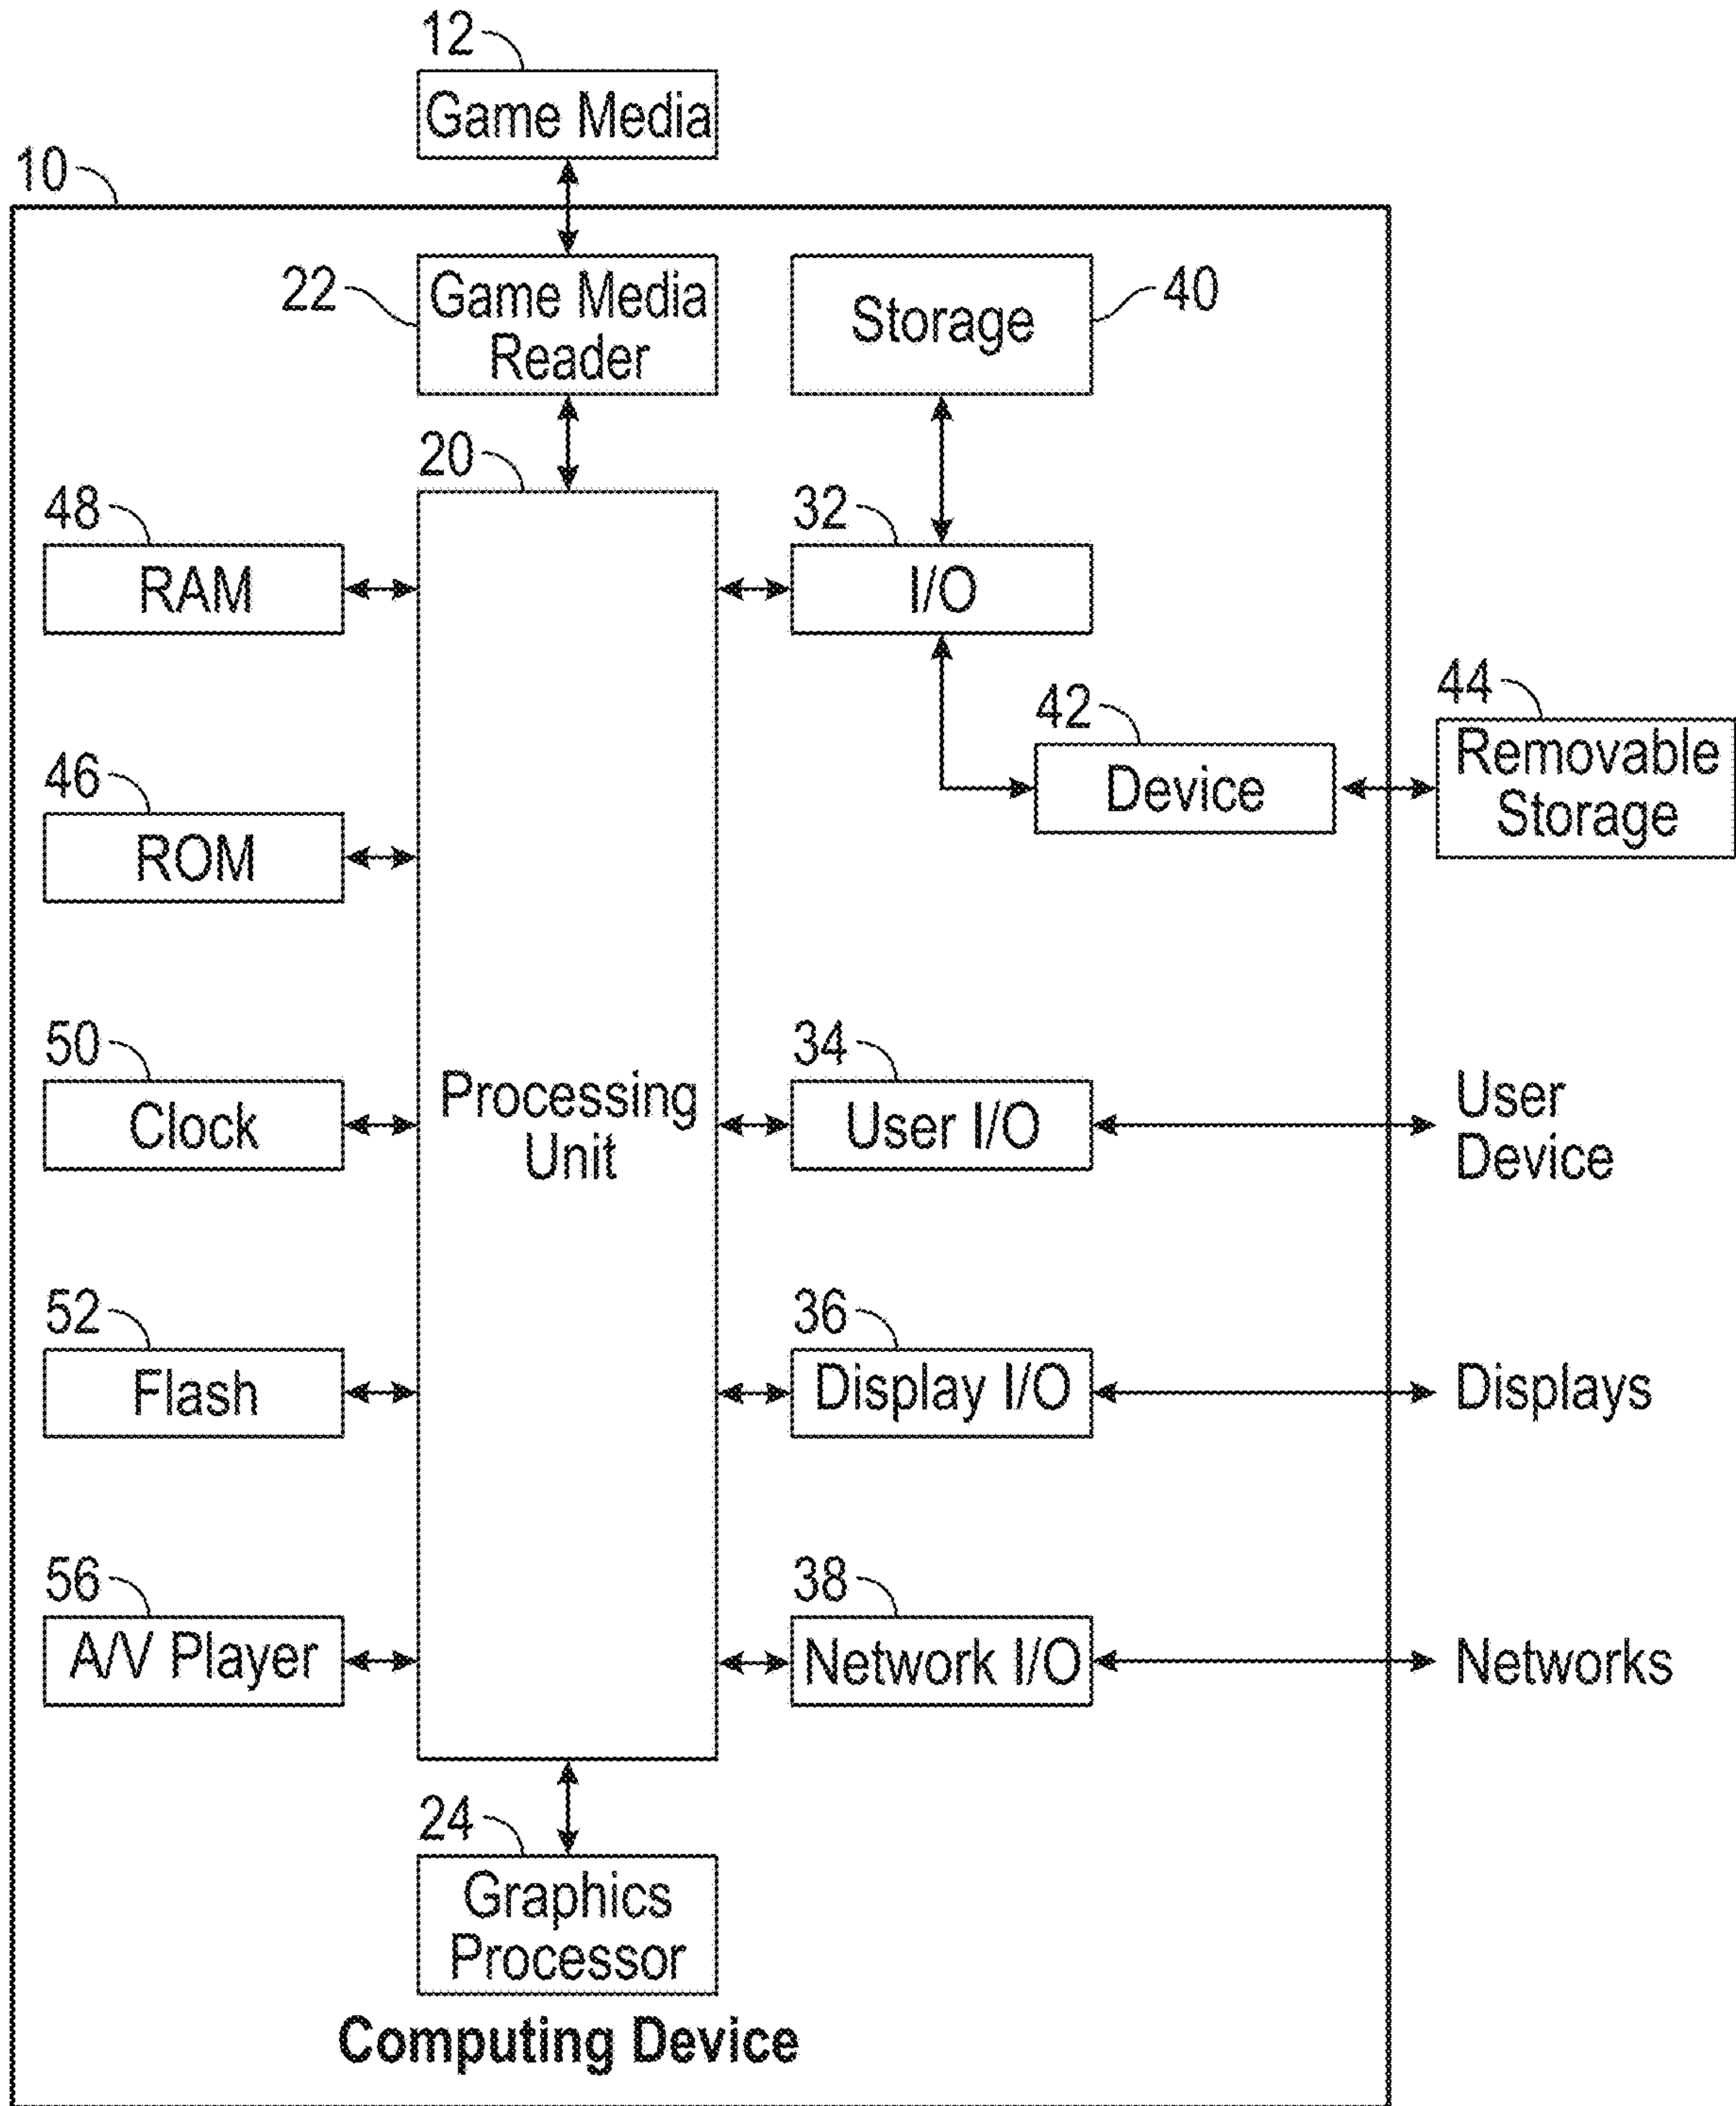 12
Game Media
10
22
Game Media
Reader
Storage
40
20
48
RAM
32
I/O
42
Device
44
Removable
Storage
46
ROM
50
Clock
Processing
Unit
34
User I/O
User
Device
52
Flash
36
Display I/O
Displays
56
A/V Player
38
Network I/O
Networks
24
Graphics
Processor
Computing Device